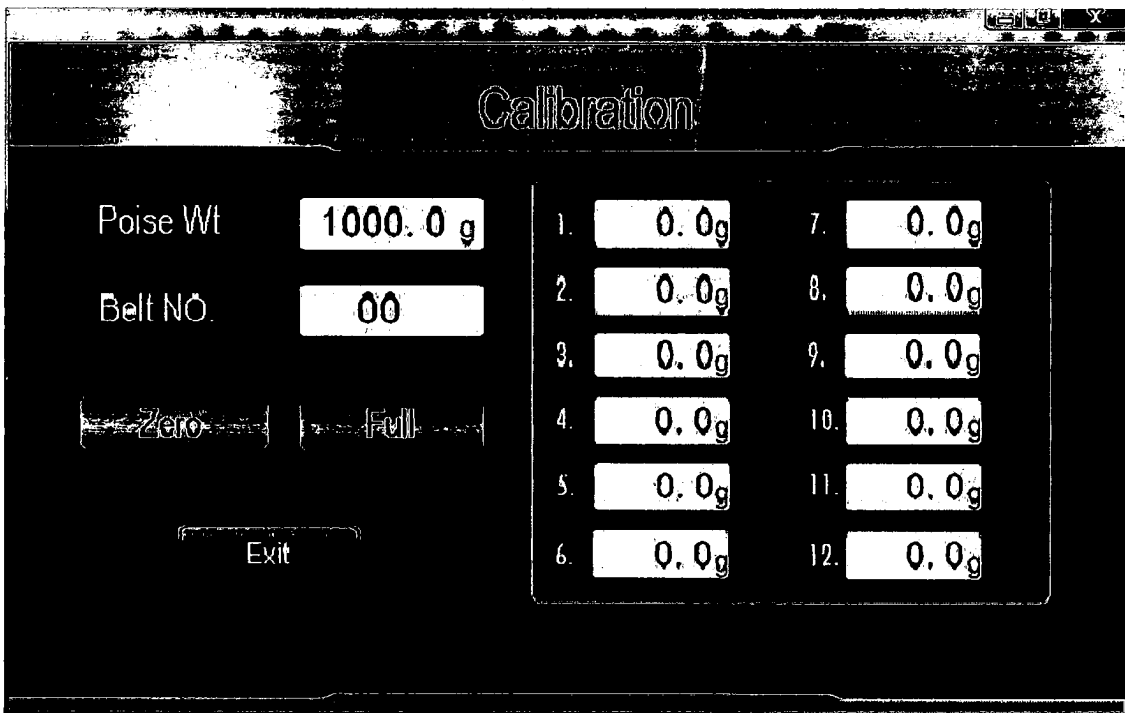 Calibration
Poise Wt 1000.0 g
Belt NO. 00
Zero Full
Exit
1. 0.0g 7. 0.0g
2. 0.0g 8. 0.0g
3. 0.0g 9. 0.0g
4. 0.0g 10. 0.0g
5. 0.0g 11. 0.0g
6. 0.0g 12. 0.0g